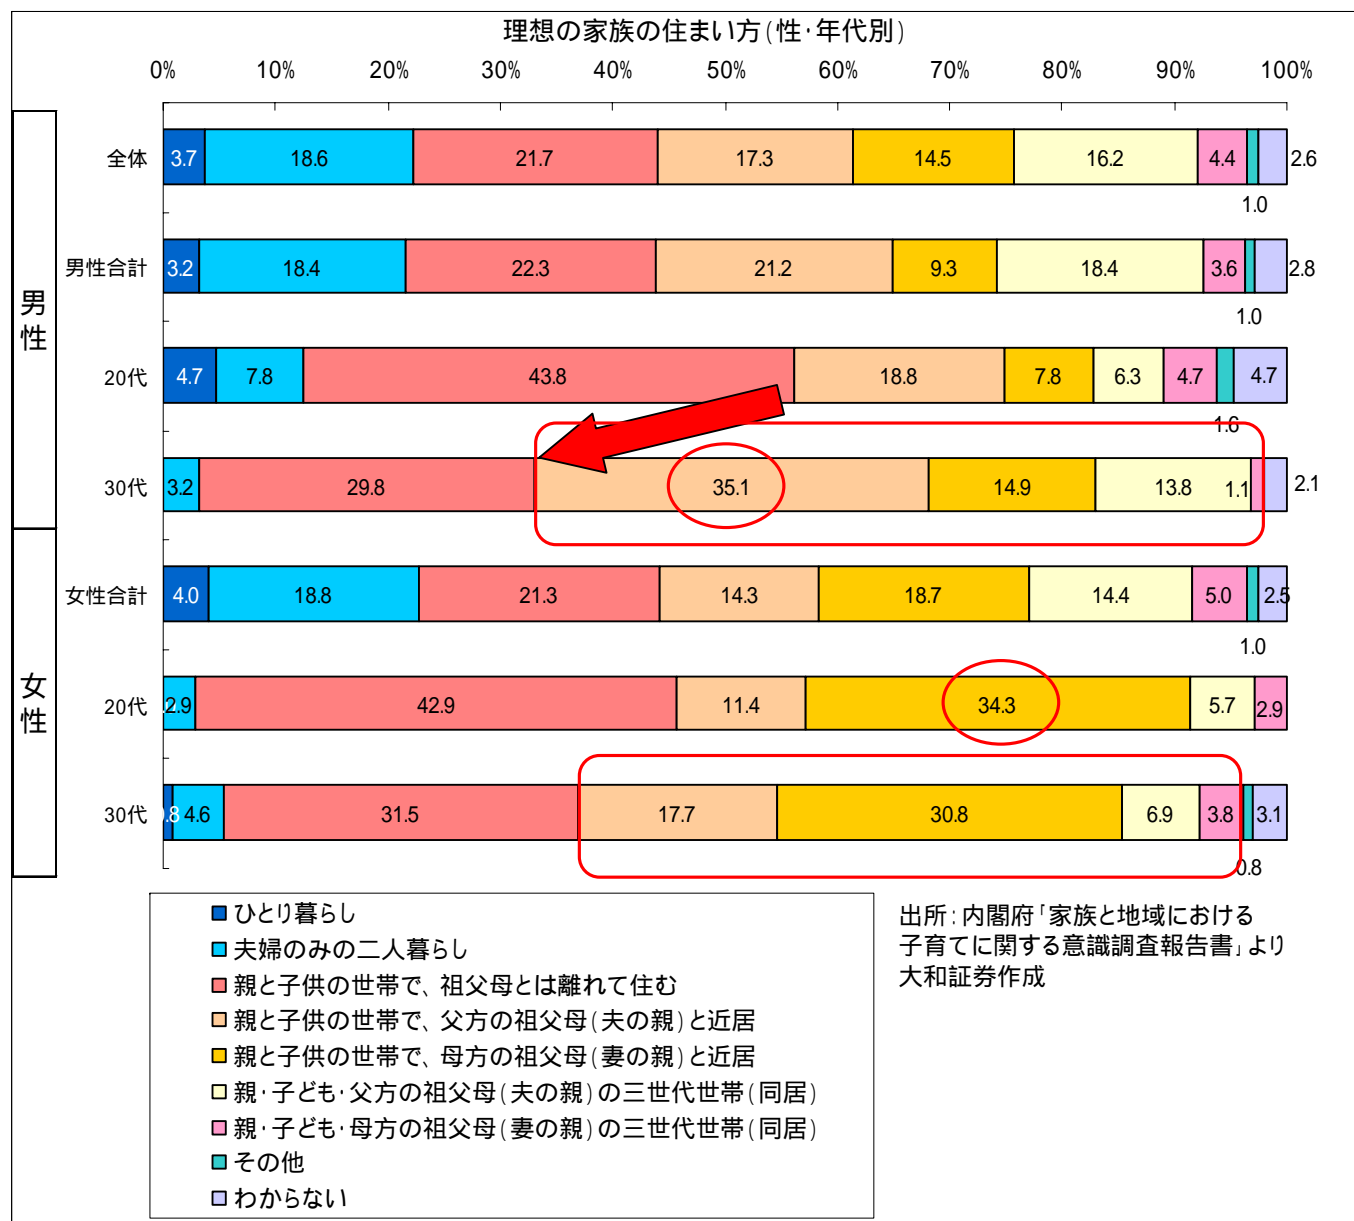 理想の家族の住まい方(性・年代別)
0% 10% 20% 30% 40% 50% 60% 70% 80% 90% 100%
男性
全体 3.7 18.6 21.7 17.3 14.5 16.2 4.4 2.6
1.0
男性合計 3.2 18.4 22.3 21.2 9.3 18.4 3.6 2.8
1.0
20代 4.7 7.8 43.8 18.8 7.8 6.3 4.7 4.7
1.6
30代 3.2 29.8 35.1 14.9 13.8 1.1 2.1
女性
女性合計 4.0 18.8 21.3 14.3 18.7 14.4 5.0 2.5
1.0
20代 2.9 42.9 11.4 34.3 5.7 2.9
30代 0.8 4.6 31.5 17.7 30.8 6.9 3.8 3.1
0.8
ひとり暮らし
夫婦のみの二人暮らし
親と子供の世帯で、祖父母とは離れて住む
親と子供の世帯で、父方の祖父母(夫の親)と近居
親と子供の世帯で、母方の祖父母(妻の親)と近居
親・子ども・父方の祖父母(夫の親)の三世代世帯(同居)
親・子ども・母方の祖父母(妻の親)の三世代世帯(同居)
その他
わからない
出所:内閣府「家族と地域における
子育てに関する意識調査報告書」より
大和証券作成